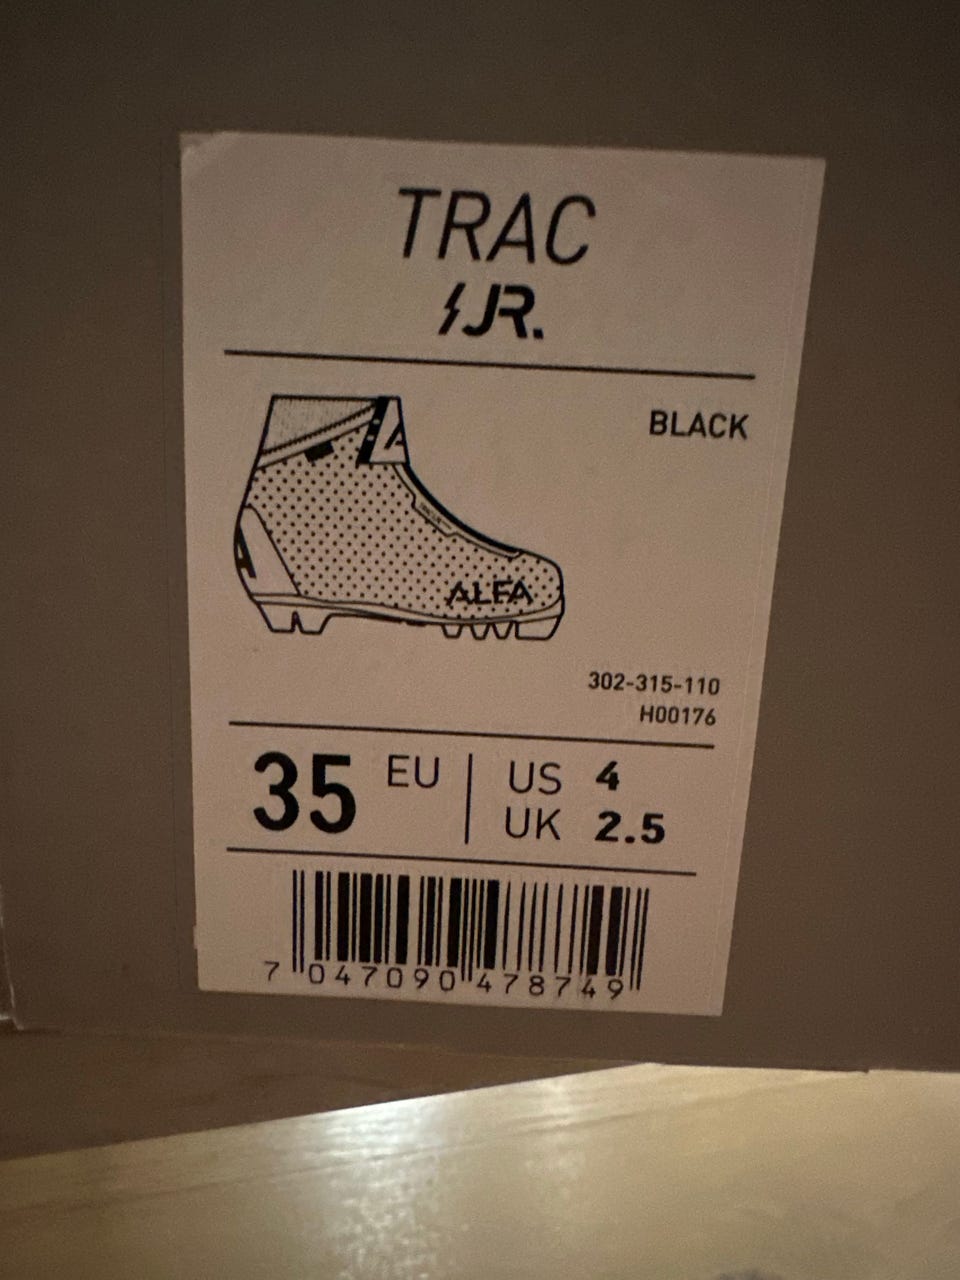 TRAC
JR.
BLACK
A
A
ALFA
302-315-110
H00176
35 EU | US 4
UK 2.5
7 047090 478749